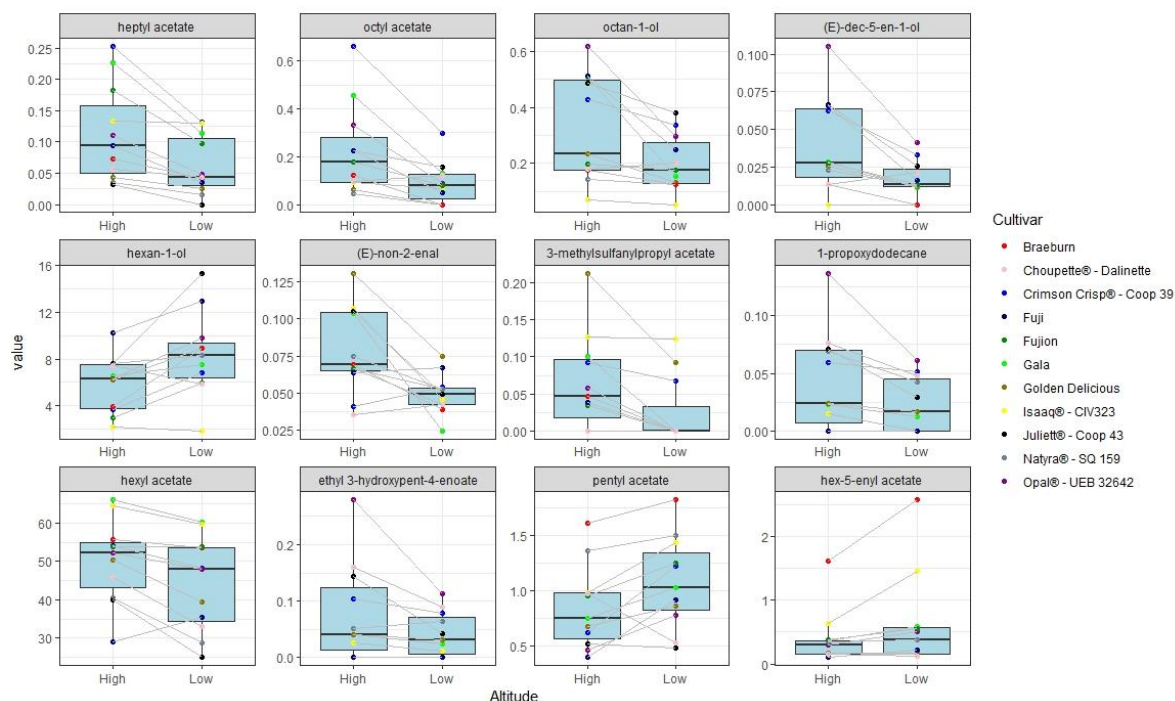 heptyl acetate
octyl acetate
octan-1-ol
(E)-dec-5-en-1-ol
0.25
0.20
0.15
0.10
0.05
0.00
0.6
0.4
0.2
0.0
0.6
0.4
0.2
0.100
0.075
0.050
0.025
0.000
High Low
High Low
High Low
High Low
hexan-1-ol
(E)-non-2-enal
3-methylsulfanylpropyl acetate
1-propoxydodecane
value
16
12
8
4
0.125
0.100
0.075
0.050
0.025
0.20
0.15
0.10
0.05
0.00
0.10
0.05
0.00
High Low
High Low
High Low
High Low
hexyl acetate
ethyl 3-hydroxypent-4-enoate
pentyl acetate
hex-5-enyl acetate
60
50
40
30
0.2
0.1
0.0
1.5
1.0
0.5
2
1
0
High Low
High Low
High Low
High Low
Altitude
Cultivar
Braeburn
Choupette® - Dalinette
Crimson Crisp® - Coop 39
Fuji
Fujion
Gala
Golden Delicious
Isaaq® - CIV323
Juliett® - Coop 43
Natyra® - SQ 159
Opal® - UEB 32642